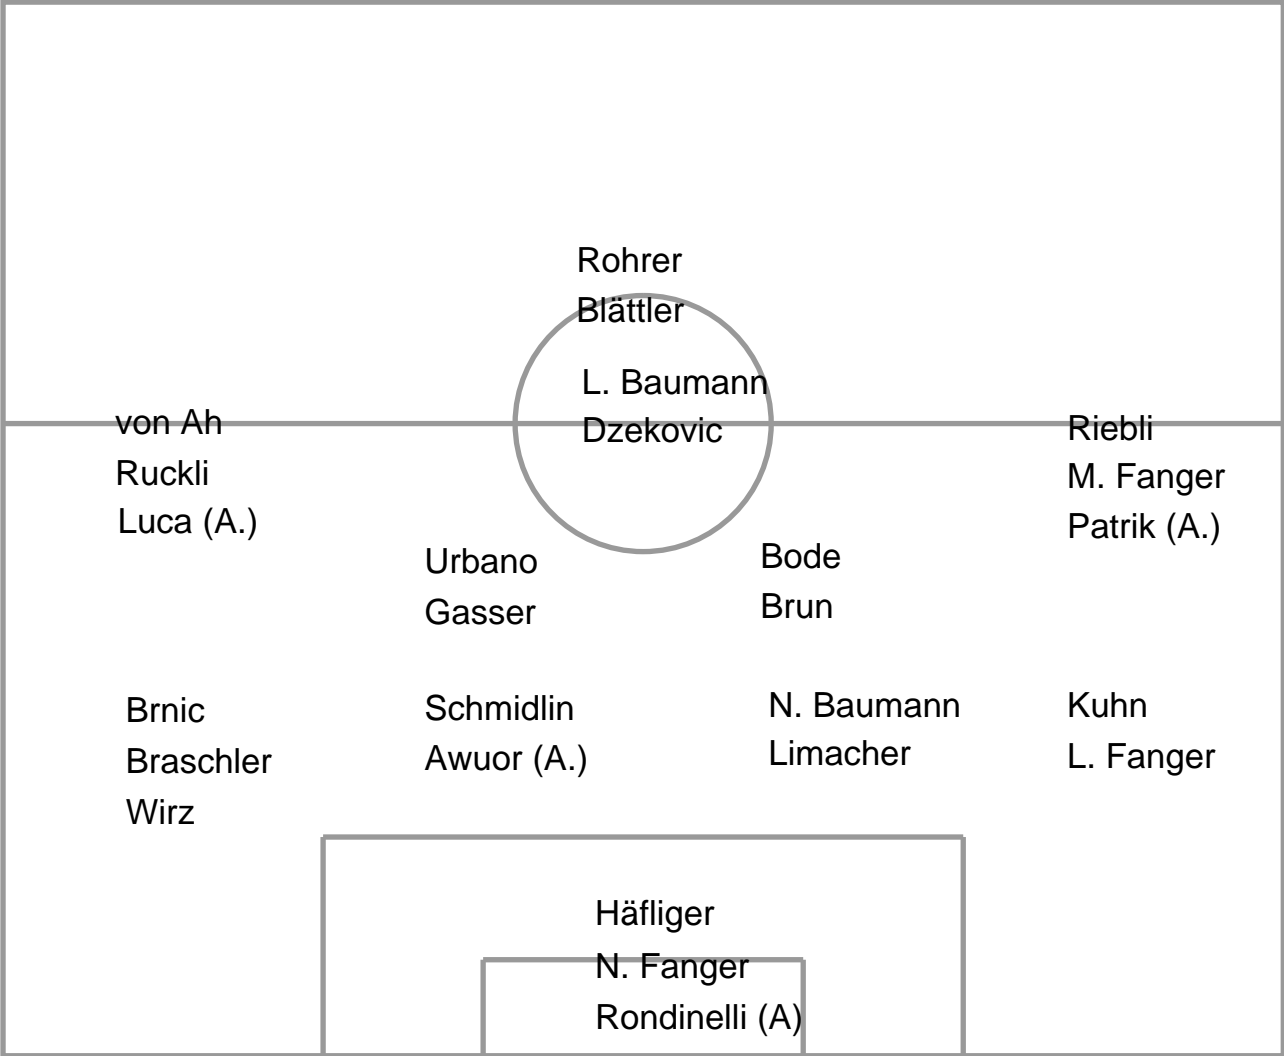 Rohrer
Blättler
L. Baumann
Dzekovic
von Ah
Ruckli
Luca (A.)
Riebli
M. Fanger
Patrik (A.)
Urbano
Gasser
Bode
Brun
Brnic
Braschler
Wirz
Schmidlin
Awuor (A.)
N. Baumann
Limacher
Kuhn
L. Fanger
Häfliger
N. Fanger
Rondinelli (A)